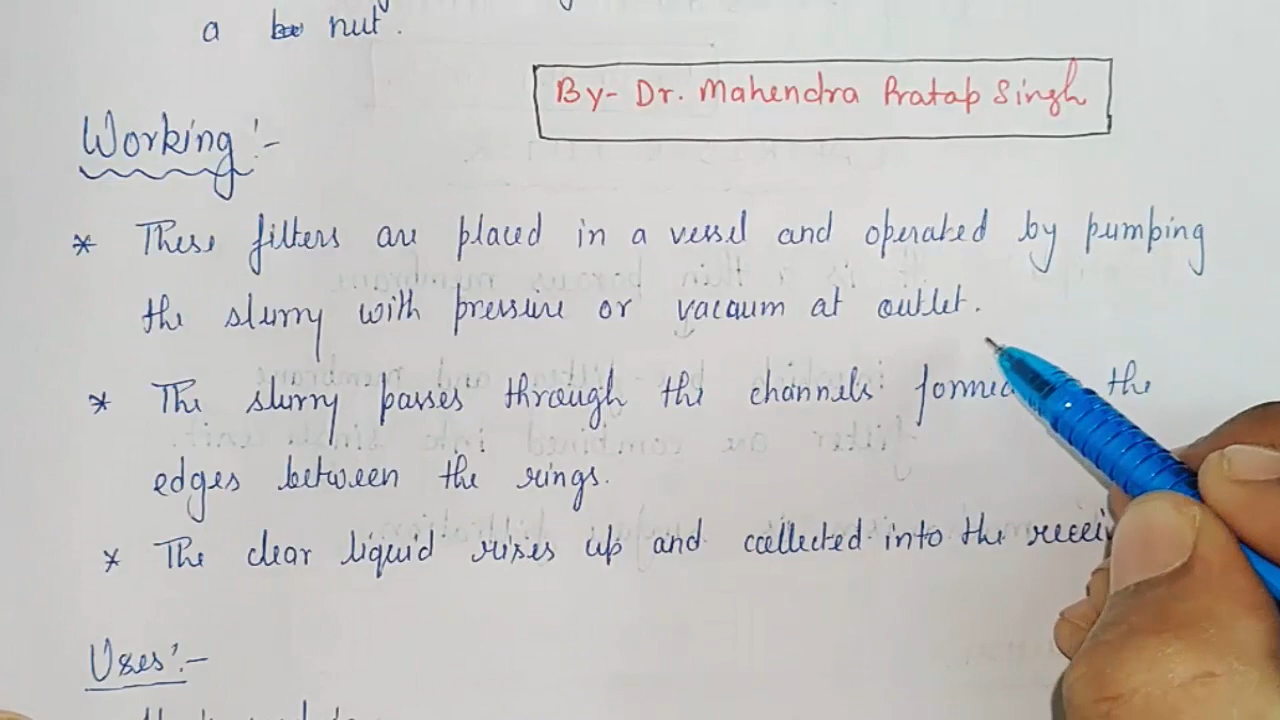 a nut.
By- Dr. Mahendra Pratap Singh
Working :-
* These filters are placed in a vessel and operated by pumping
the slurry with pressure or vacaum at outlet.
* The slurry passes through the channels formed the
edges between the rings.
* The clear liquid rises up and collected into the
Uses :-